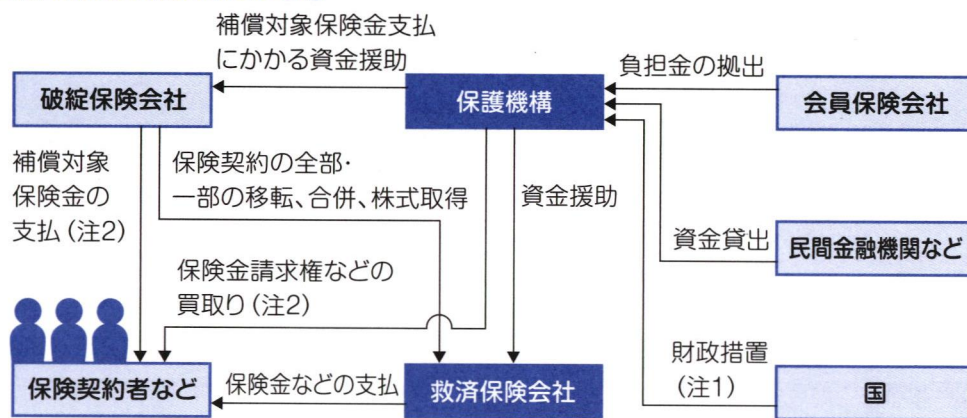 補償対象保険金支払
にかかる資金援助
負担金の拠出
破綻保険会社
保護機構
会員保険会社
補償対象
保険金の
支払(注2)
保険契約の全部・
一部の移転、合併、株式取得
資金援助
資金貸出
民間金融機関など
保険金請求権などの
買取り(注2)
財政措置
(注1)
保険契約者など
保険金などの支払
救済保険会社
国